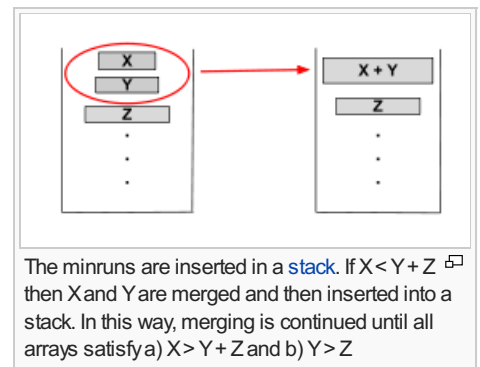 X
Y
Z
X + Y
Z
The minruns are inserted in a stack. If X < Y + Z
then X and Y are merged and then inserted into a
stack. In this way, merging is continued until all
arrays satisfy a) X > Y + Z and b) Y > Z